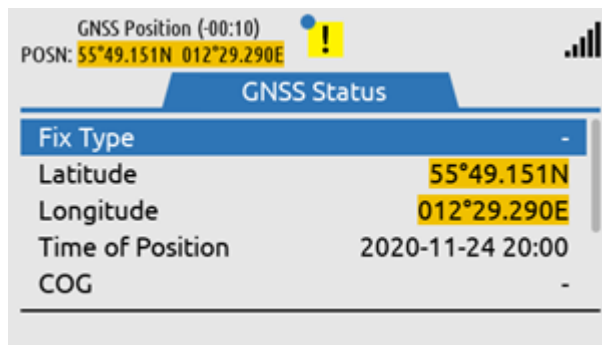 GNSS Position (-00:10)
POSN: 55°49.151N 012°29.290E
!
GNSS Status
Fix Type -
Latitude 55°49.151N
Longitude 012°29.290E
Time of Position 2020-11-24 20:00
COG -